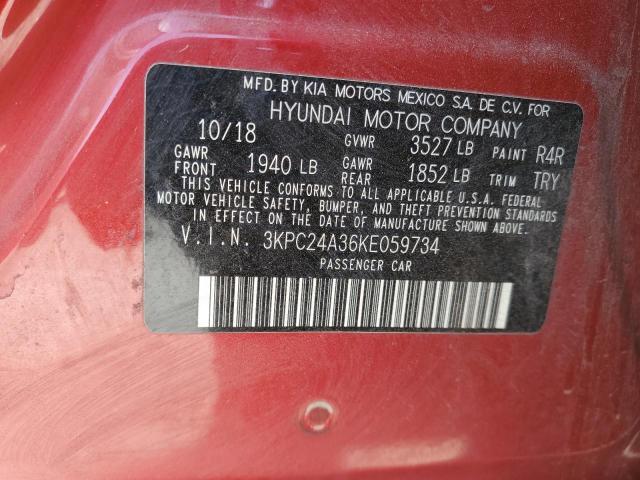 MFD. BY KIA MOTORS MEXICO S.A. DE C.V. FOR
HYUNDAI MOTOR COMPANY
10/18 GVWR 3527 LB PAINT R4R
GAWR FRONT 1940 LB GAWR REAR 1852 LB TRIM TRY
THIS VEHICLE CONFORMS TO ALL APPLICABLE U.S.A. FEDERAL
MOTOR VEHICLE SAFETY, BUMPER, AND THEFT PREVENTION STANDARDS
IN EFFECT ON THE DATE OF MANUFACTURE SHOWN ABOVE.
V.I.N. 3KPC24A36KE059734
PASSENGER CAR